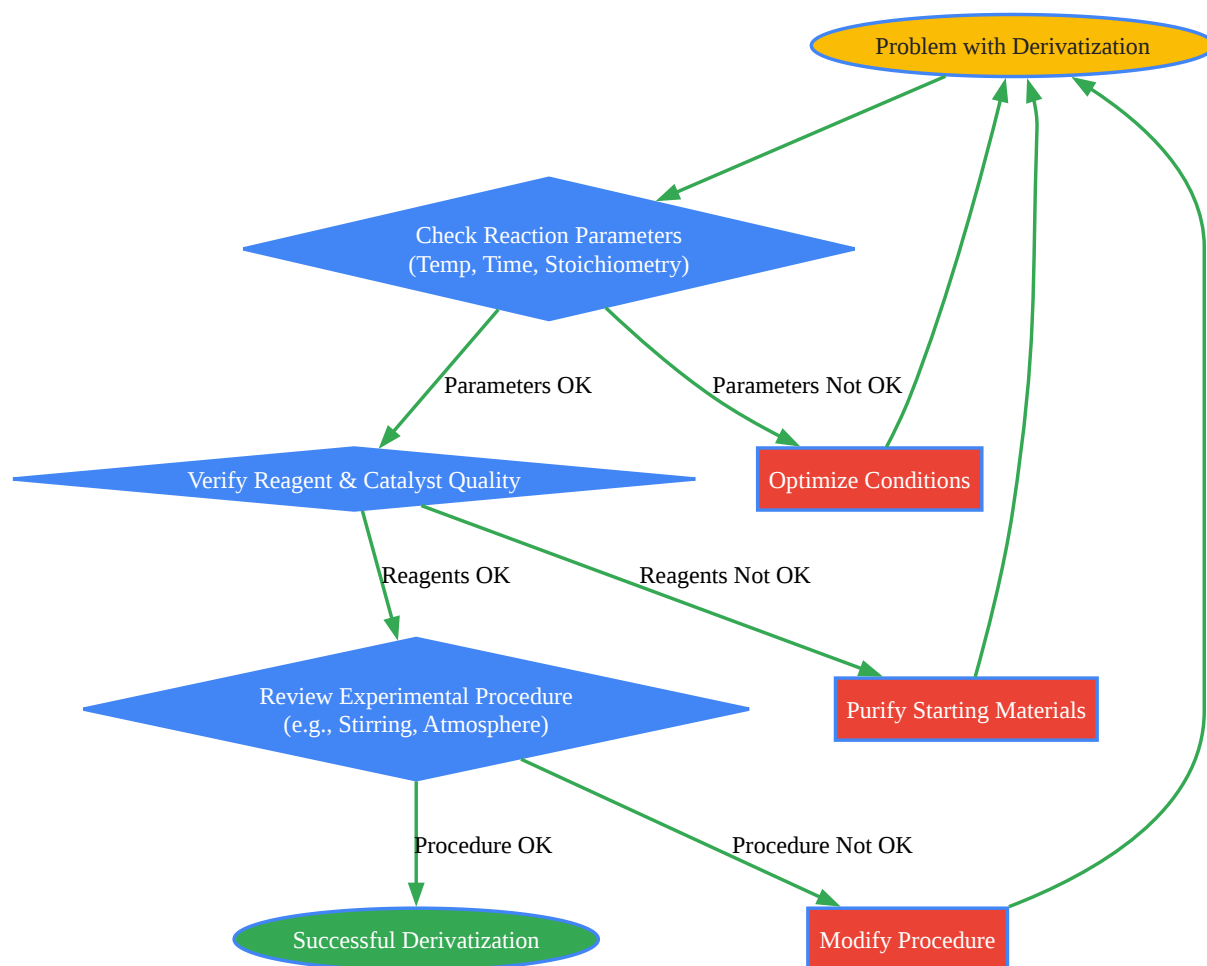 Problem with Derivatization
Check Reaction Parameters
(Temp, Time, Stoichiometry)
Parameters OK
Parameters Not OK
Verify Reagent & Catalyst Quality
Optimize Conditions
Reagents OK
Reagents Not OK
Review Experimental Procedure
(e.g., Stirring, Atmosphere)
Purify Starting Materials
Procedure OK
Procedure Not OK
Successful Derivatization
Modify Procedure